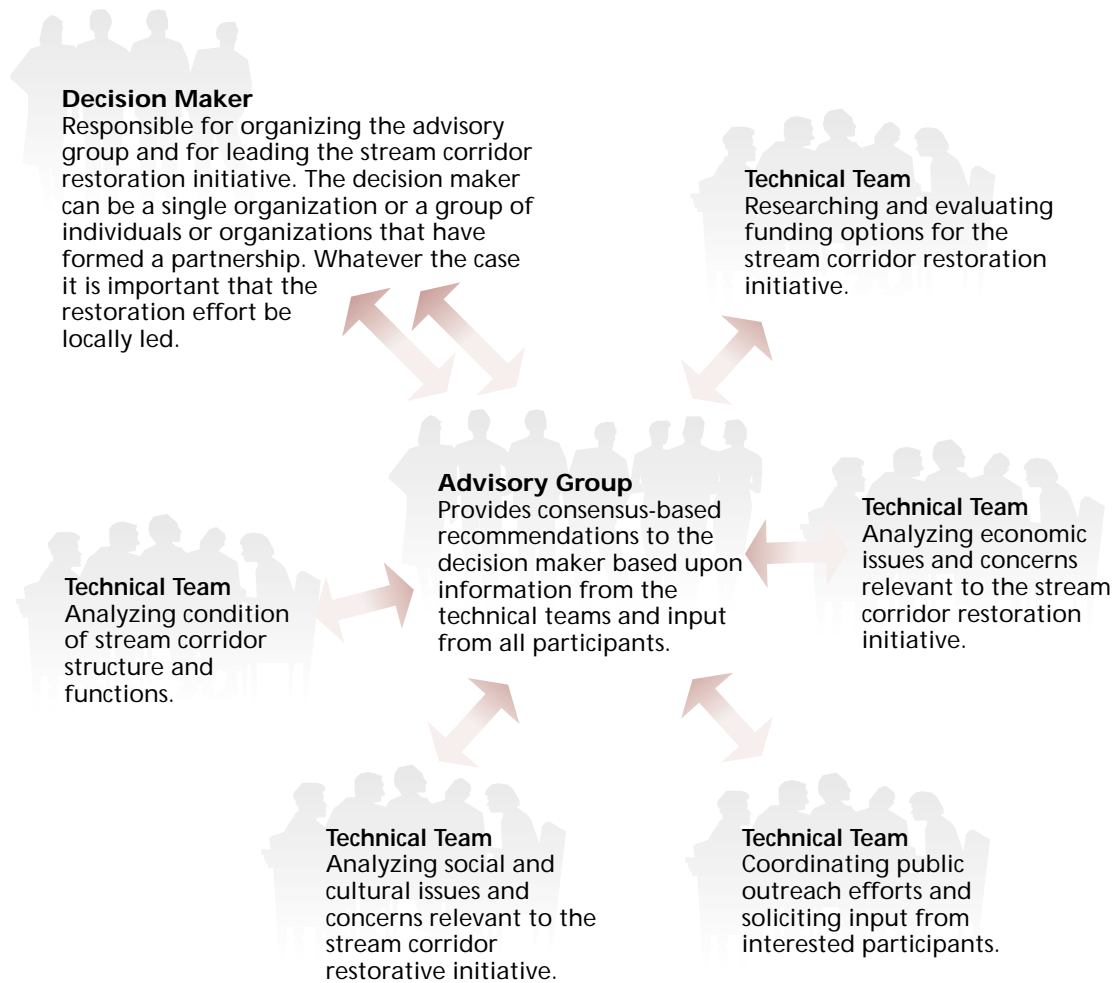 Decision Maker
Responsible for organizing the advisory
group and for leading the stream corridor
restoration initiative. The decision maker
can be a single organization or a group of
individuals or organizations that have
formed a partnership. Whatever the case
it is important that the
restoration effort be
locally led.
Technical Team
Researching and evaluating
funding options for the
stream corridor restoration
initiative.
Advisory Group
Provides consensus-based
recommendations to the
decision maker based upon
information from the
technical teams and input
from all participants.
Technical Team
Analyzing economic
issues and concerns
relevant to the stream
corridor restoration
initiative.
Technical Team
Analyzing condition
of stream corridor
structure and
functions.
Technical Team
Analyzing social and
cultural issues and
concerns relevant to the
stream corridor
restorative initiative.
Technical Team
Coordinating public
outreach efforts and
soliciting input from
interested participants.